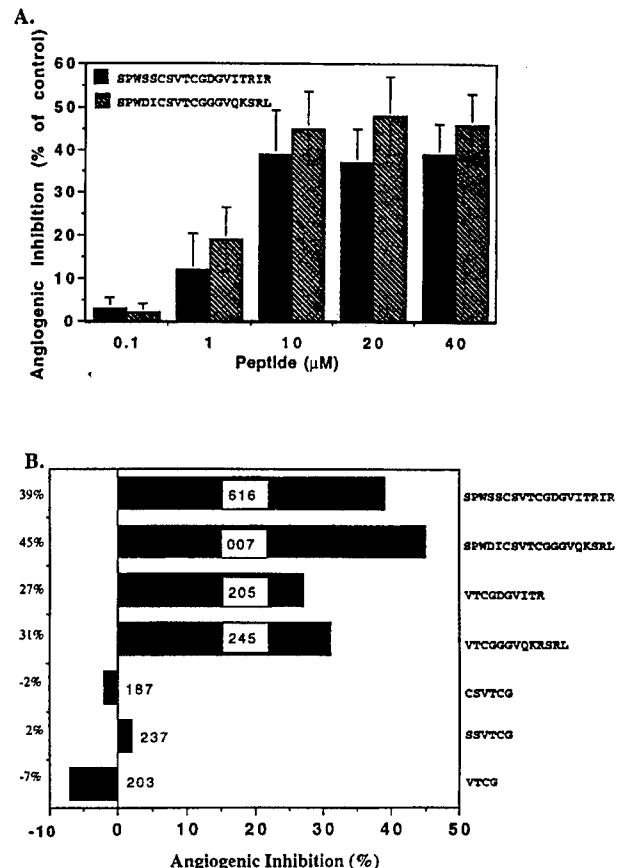 A.
Angiogenic Inhibition (% of control)
60
50
40
30
20
10
0
SPWSSCSVTCGDGVITRIR
SPWDICSVTCGGGVQKSRL
0.1 1 10 20 40
Peptide (µM)
B.
39% 616 SPWSSCSVTCGDGVITRIR
45% 007 SPWDICSVTCGGGVQKSRL
27% 205 VTCGDGVITR
31% 245 VTCGGGVQKRSRL
-2% 187 CSVTCG
2% 237 SSVTCG
-7% 203 VTCG
-10 0 10 20 30 40 50
Angiogenic Inhibition (%)